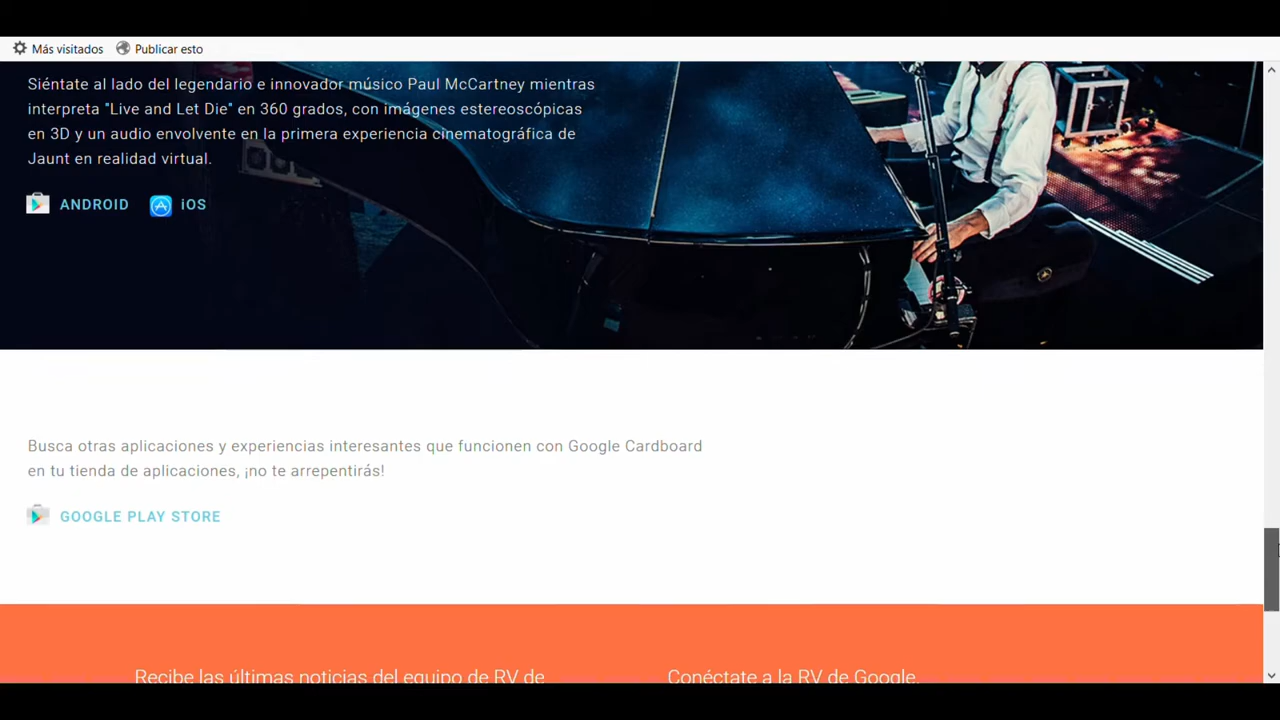 Más visitados Publicar esto
Siéntate al lado del legendario e innovador músico Paul McCartney mientras
interpreta "Live and Let Die" en 360 grados, con imágenes estereoscópicas
en 3D y un audio envolvente en la primera experiencia cinematográfica de
Jaunt en realidad virtual.
ANDROID iOS
Busca otras aplicaciones y experiencias interesantes que funcionen con Google Cardboard
en tu tienda de aplicaciones, ¡no te arrepentirás!
GOOGLE PLAY STORE
Recibe las últimas noticias del equipo de RV de Conéctate a la RV de Google.